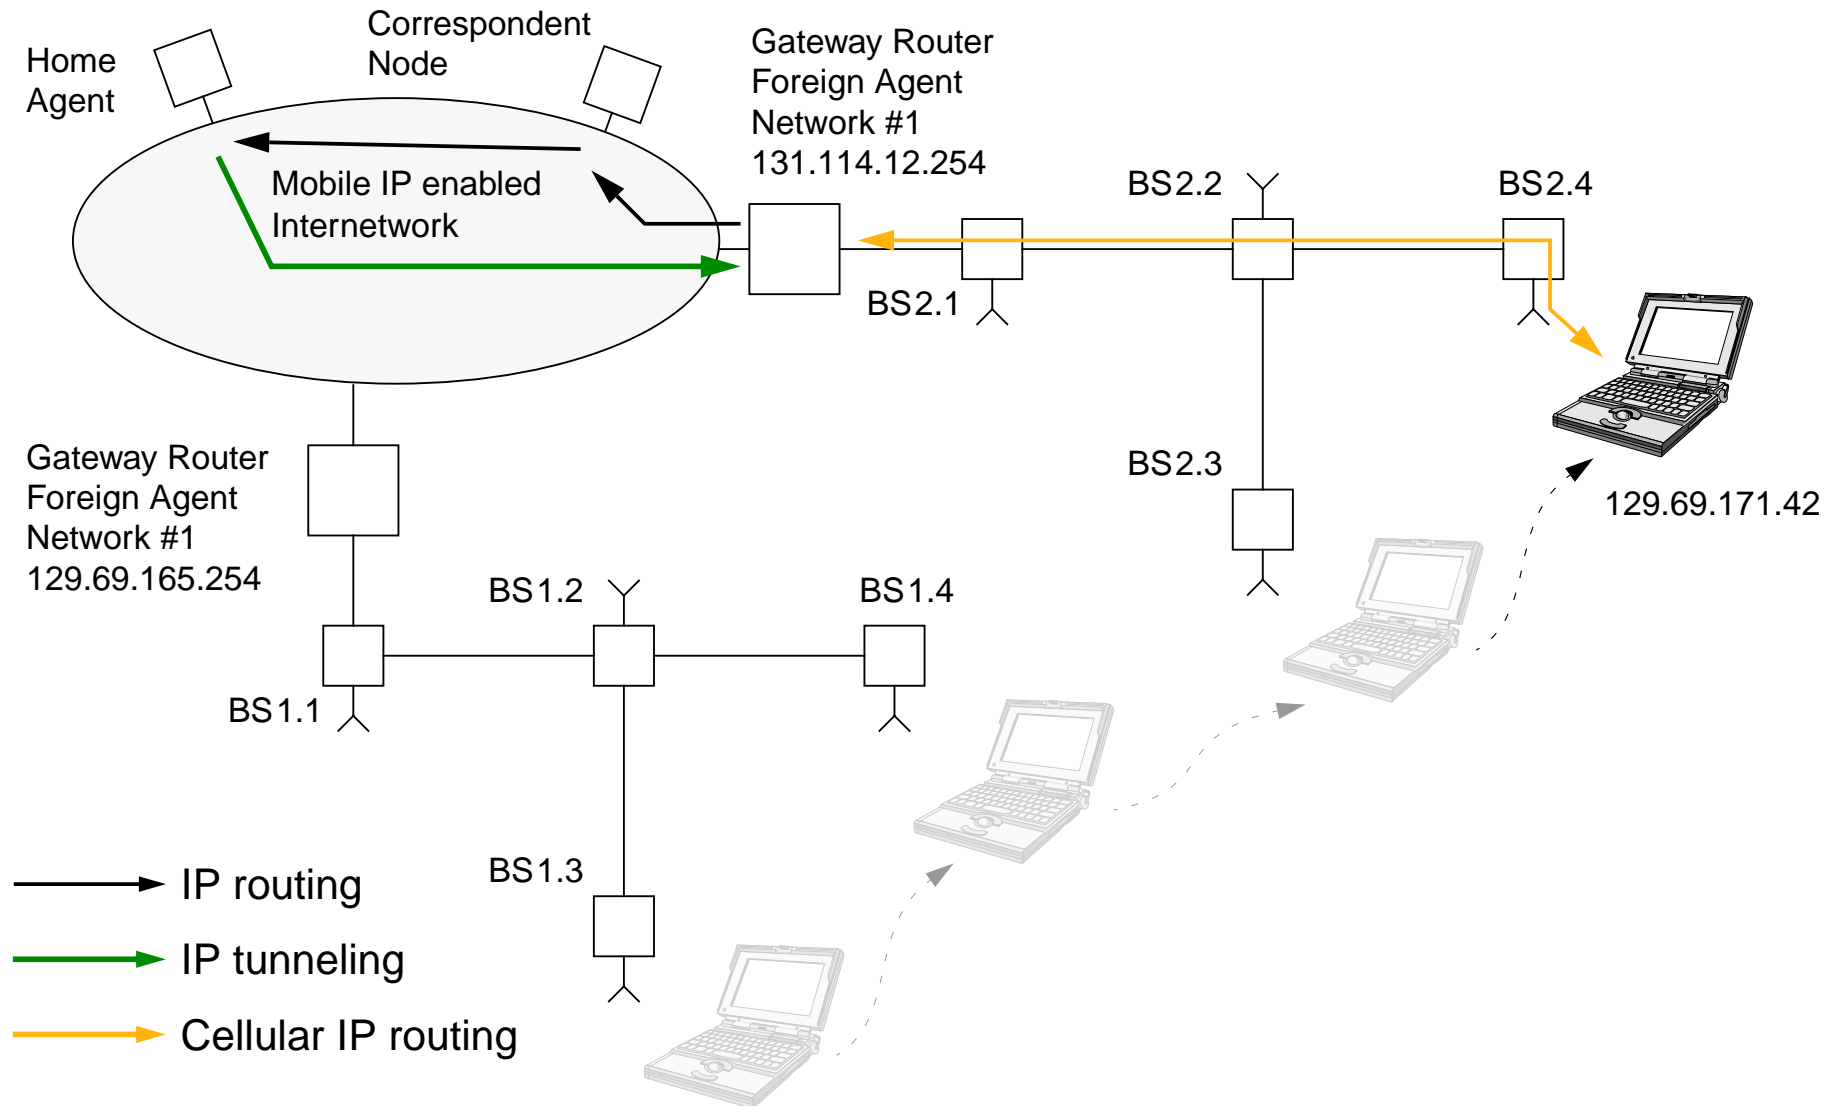 Home
Agent
Correspondent
Node
Gateway Router
Foreign Agent
Network #1
131.114.12.254
Mobile IP enabled
Internetwork
BS2.1
BS2.2
BS2.4
BS2.3
129.69.171.42
Gateway Router
Foreign Agent
Network #1
129.69.165.254
BS1.1
BS1.2
BS1.4
BS1.3
IP routing
IP tunneling
Cellular IP routing